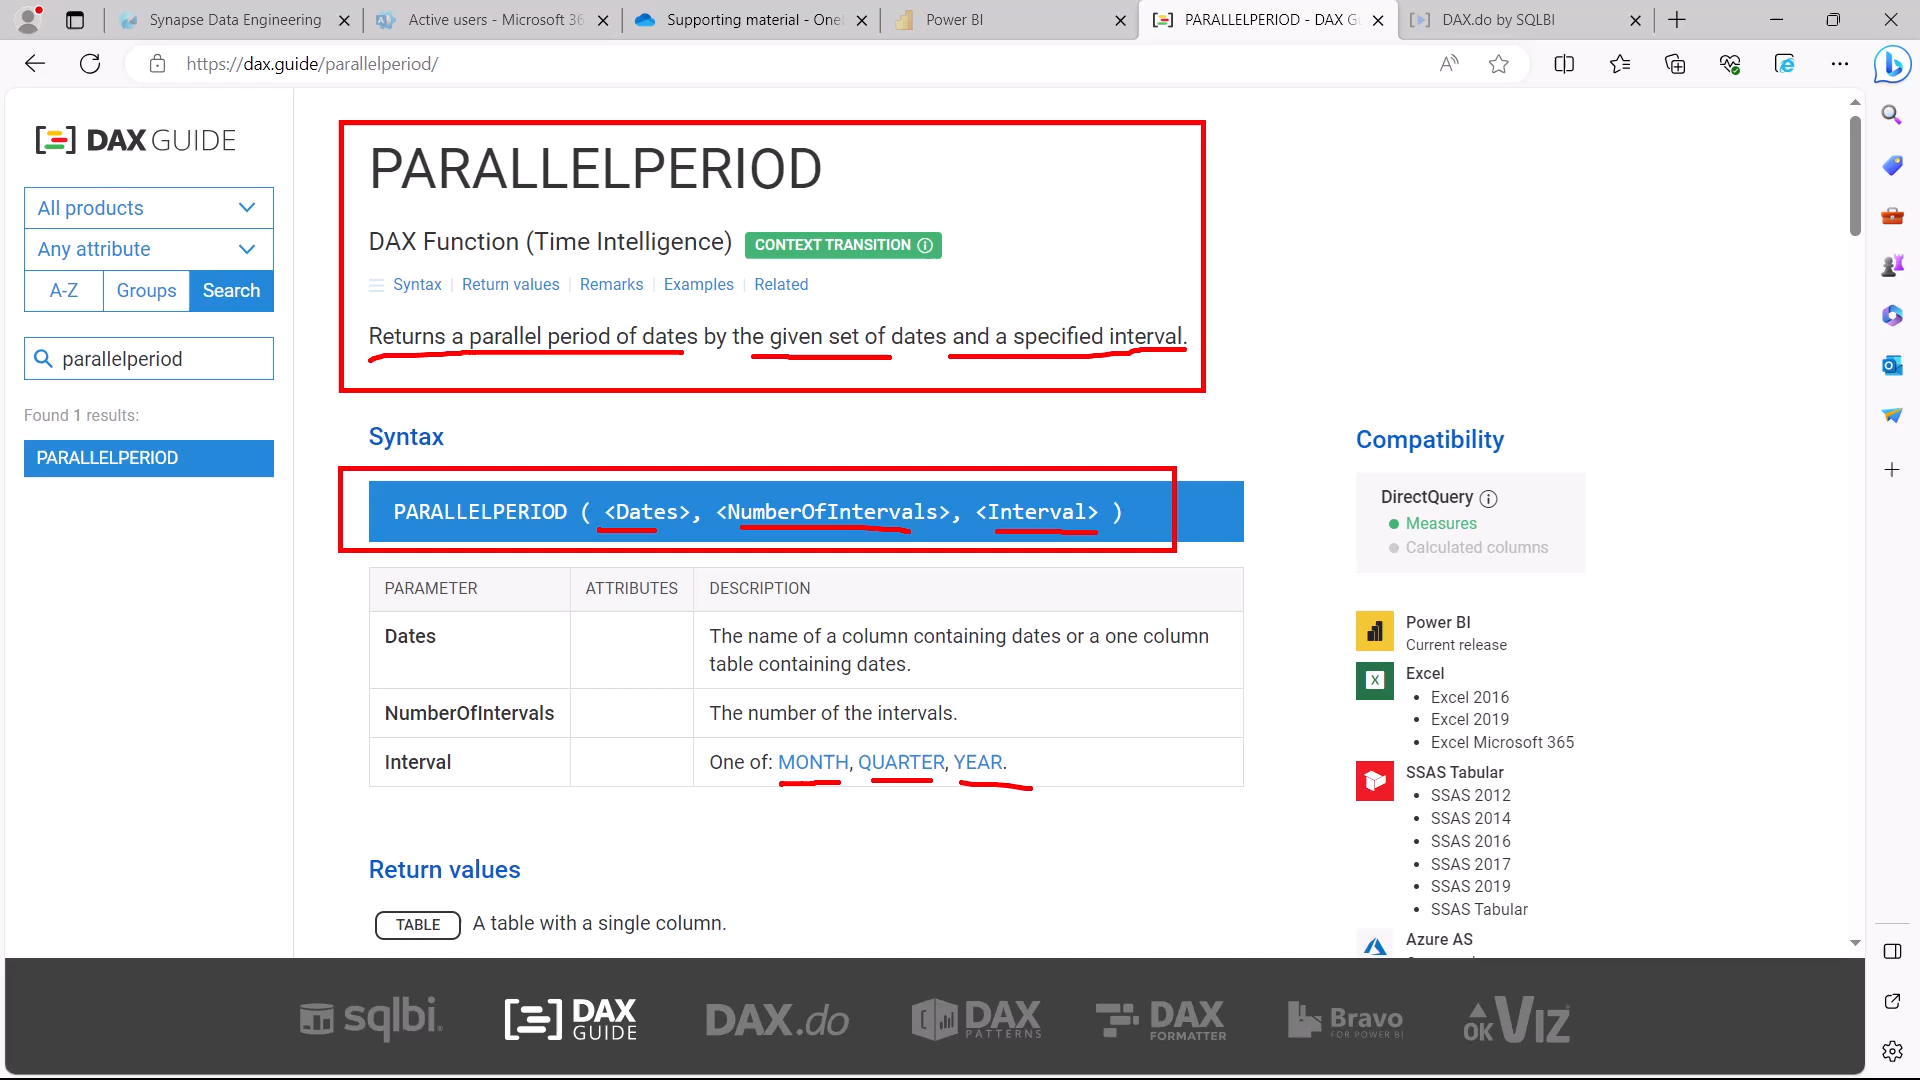 Synapse Data Engineering
Active users - Microsoft 36
Supporting material - One
Power BI
PARALLELPERIOD - DAX G
DAX.do by SQLBI
https://dax.guide/parallelperiod/
DAX GUIDE
All products
Any attribute
A-Z
Groups
Search
parallelperiod
Found 1 results:
PARALLELPERIOD
PARALLELPERIOD
DAX Function (Time Intelligence) CONTEXT TRANSITION
Syntax | Return values | Remarks | Examples | Related
Returns a parallel period of dates by the given set of dates and a specified interval.
Syntax
PARALLELPERIOD ( <Dates>, <NumberOfIntervals>, <Interval> )
PARAMETER ATTRIBUTES DESCRIPTION
Dates The name of a column containing dates or a one column
table containing dates.
NumberOfIntervals The number of the intervals.
Interval One of: MONTH, QUARTER, YEAR.
Return values
TABLE A table with a single column.
Compatibility
DirectQuery
Measures
Calculated columns
Power BI
Current release
Excel
• Excel 2016
• Excel 2019
• Excel Microsoft 365
SSAS Tabular
• SSAS 2012
• SSAS 2014
• SSAS 2016
• SSAS 2017
• SSAS 2019
• SSAS Tabular
Azure AS
sqlbi.
DAX GUIDE
DAX.do
DAX PATTERNS
DAX FORMATTER
Bravo FOR POWER BI
OK VIZ